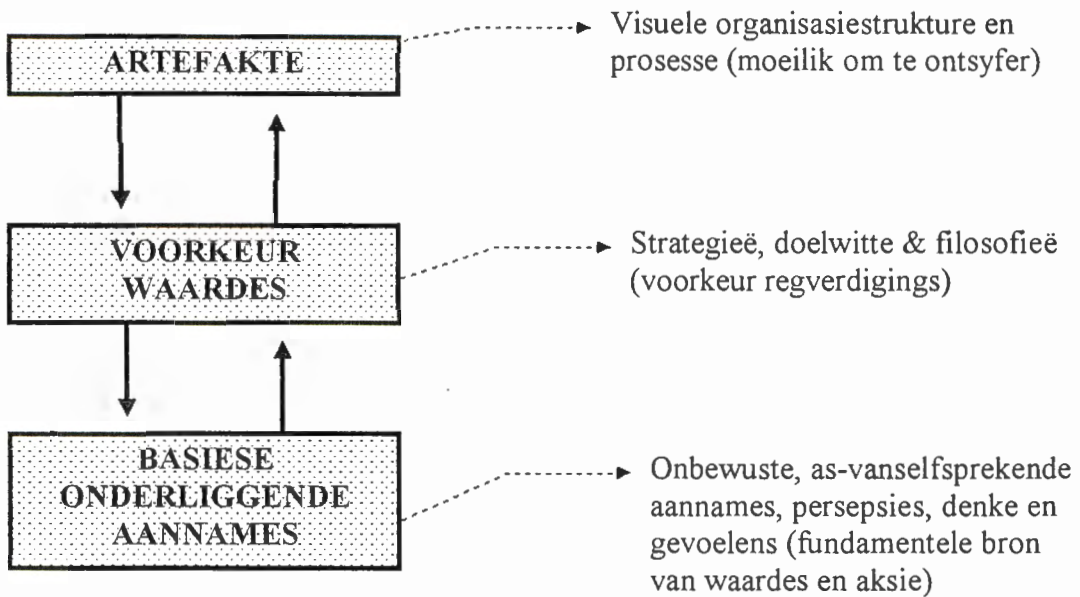 ARTEFAKTE
Visuele organisasiestrukture en
prosesse (moeilik om te ontsyfer)
VOORKEUR
WAARDES
Strategieë, doelwitte & filosofieë
(voorkeur regverdigings)
BASIESE
ONDERLIGGENDE
AANNAMES
Onbewuste, as-vanselfsprekende
aannames, persepsies, denke en
gevoelens (fundamentele bron
van waardes en aksie)